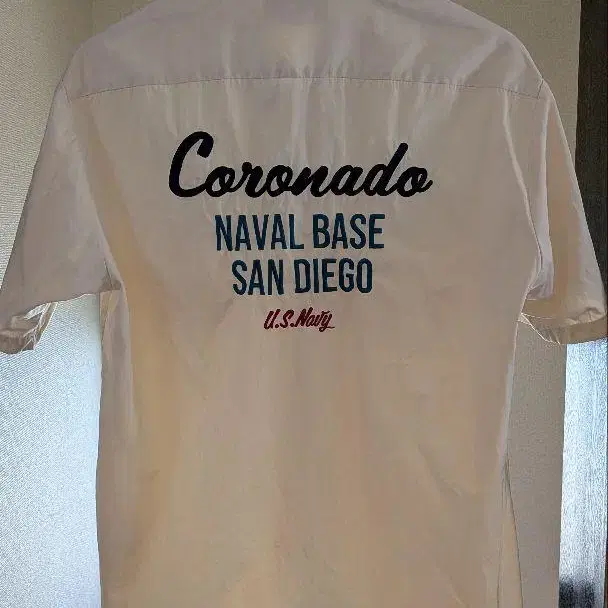 Coronado
NAVAL BASE
SAN DIEGO
U.S.Navy